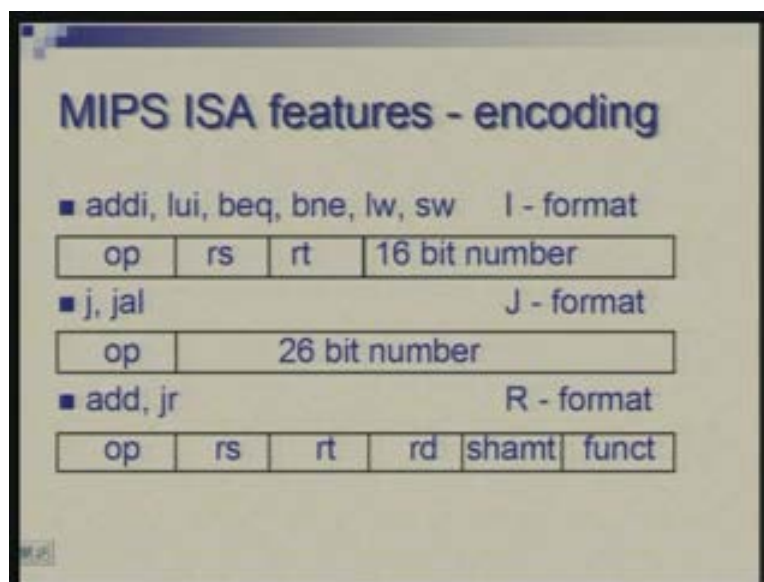 MIPS ISA features - encoding
addi, lui, beq, bne, lw, sw I - format
op rs rt 16 bit number
j, jal J - format
op 26 bit number
add, jr R - format
op rs rt rd shamt funct